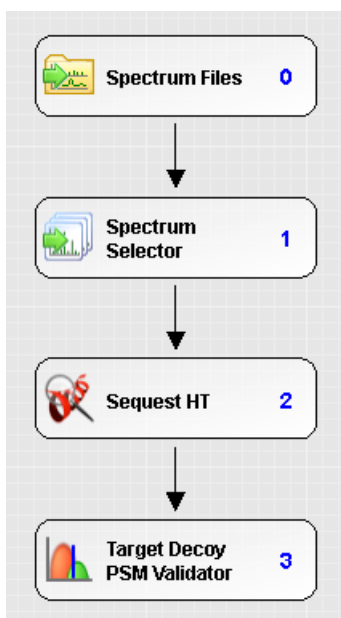 Spectrum Files 0
Spectrum
Selector 1
Sequest HT 2
Target Decoy
PSM Validator 3